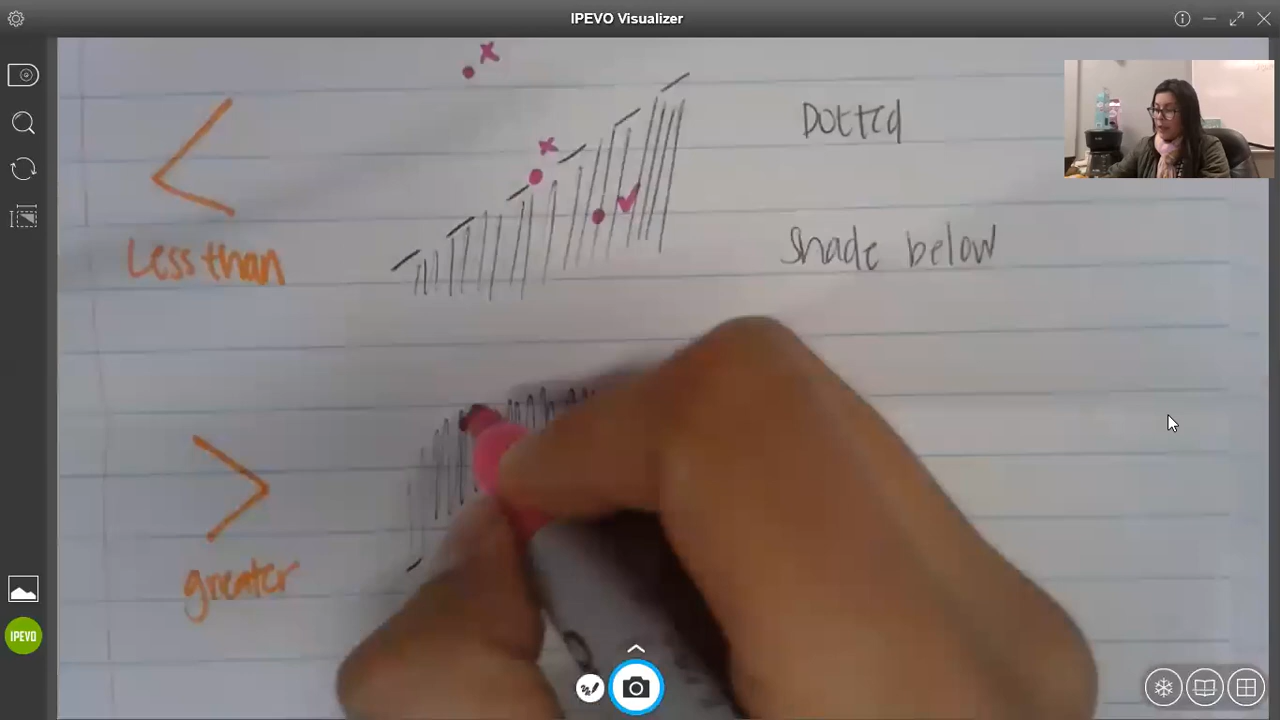 IPEVO Visualizer
<
Dotted
Less than
Shade below
>
greater
IPEVO